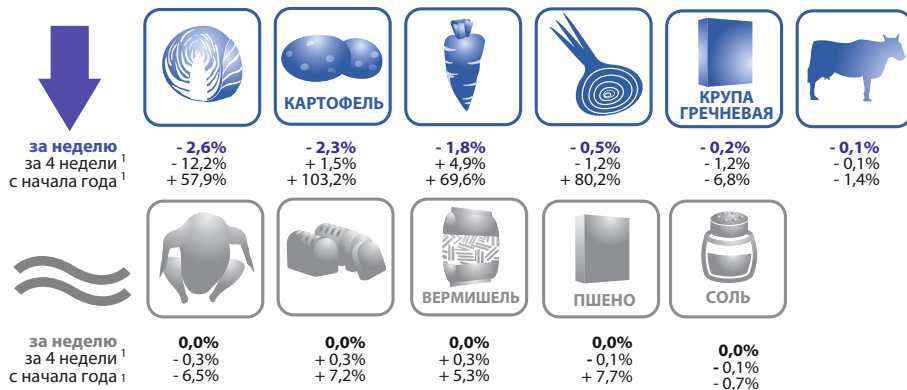 КАРТОФЕЛЬ
КРУПА
ГРЕЧНЕВАЯ
за неделю - 2,6% - 2,3% - 1,8% - 0,5% - 0,2% - 0,1%
за 4 недели 1 - 12,2% + 1,5% + 4,9% - 1,2% - 1,2% - 0,1%
с начала года 1 + 57,9% + 103,2% + 69,6% + 80,2% - 6,8% - 1,4%
ВЕРМИШЕЛЬ ПШЕНО СОЛЬ
за неделю 0,0% 0,0% 0,0% 0,0% 0,0%
за 4 недели 1 - 0,3% + 0,3% + 0,3% - 0,1% - 0,1%
с начала года 1 - 6,5% + 7,2% + 5,3% + 7,7% - 0,7%